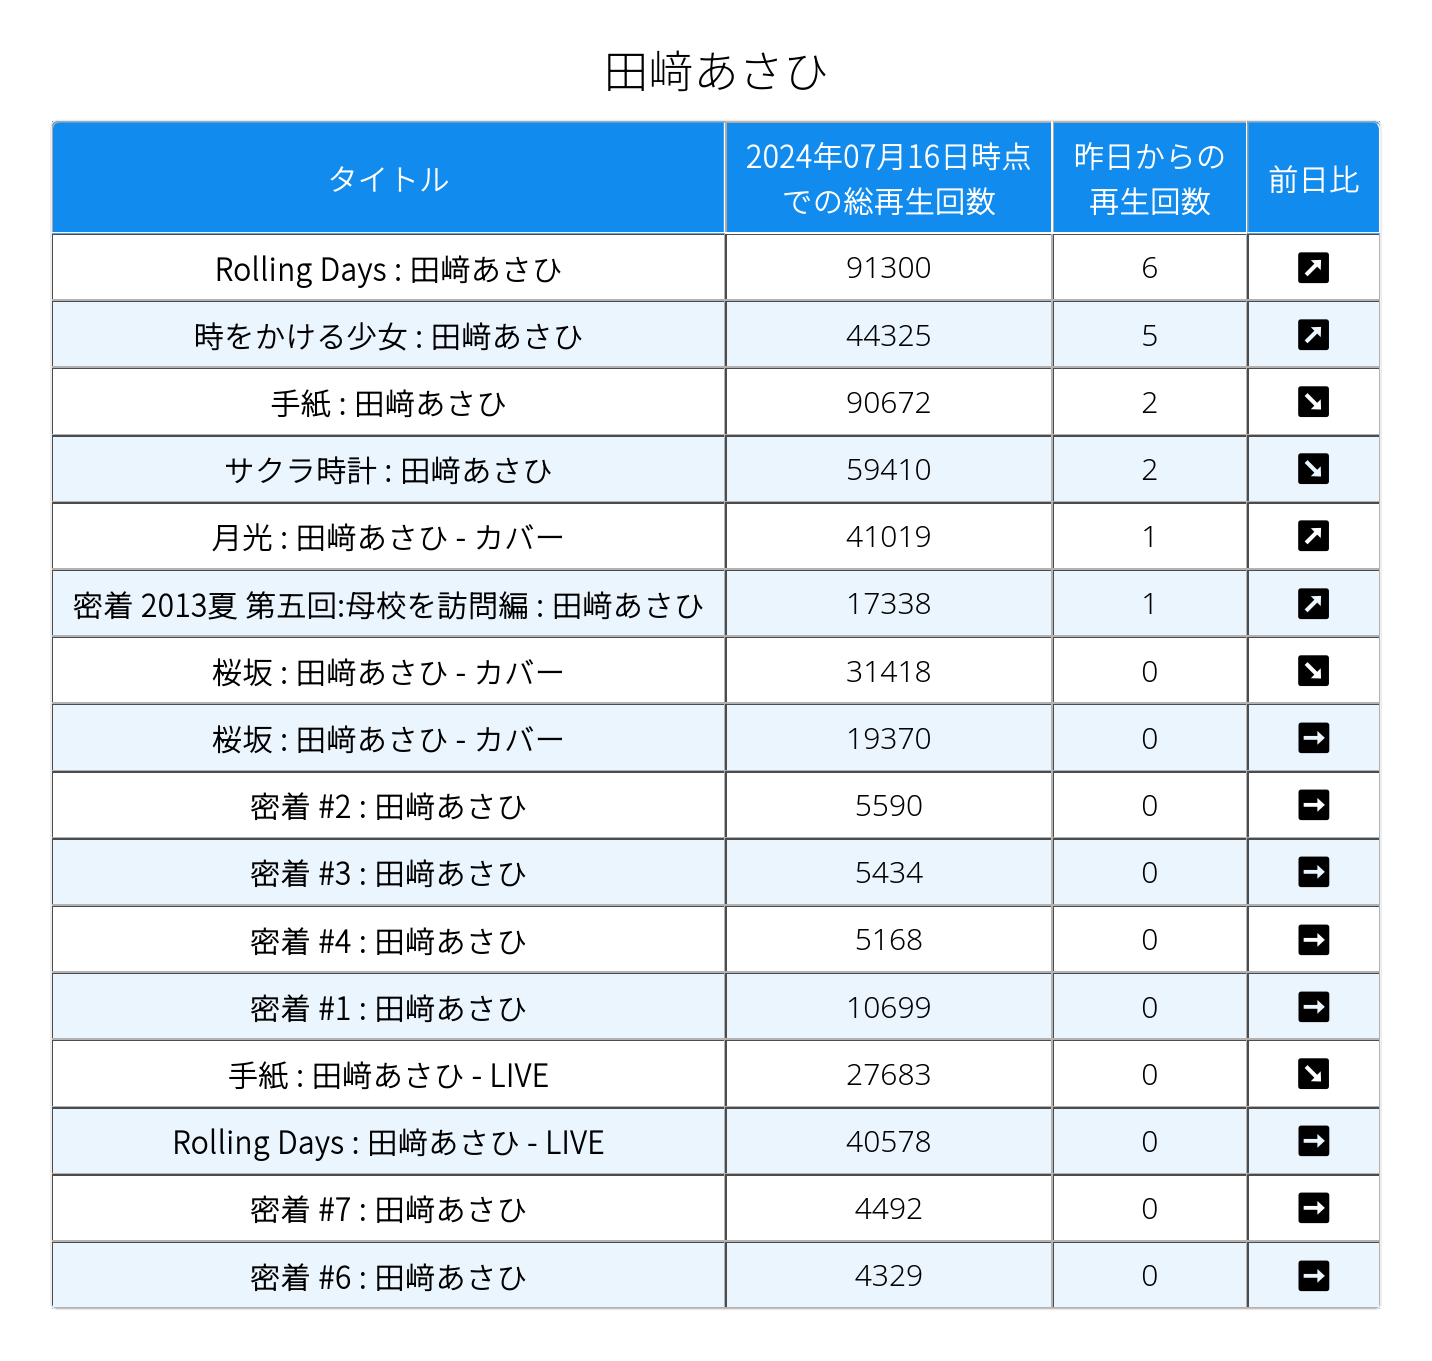 田﨑あさひ
タイトル 2024年07月16日時点での総再生回数 昨日からの再生回数 前日比
Rolling Days : 田﨑あさひ 91300 6 ↗
時をかける少女 : 田﨑あさひ 44325 5 ↗
手紙 : 田﨑あさひ 90672 2 ↘
サクラ時計 : 田﨑あさひ 59410 2 ↘
月光 : 田﨑あさひ - カバー 41019 1 ↗
密着 2013夏 第五回:母校を訪問編 : 田﨑あさひ 17338 1 ↗
桜坂 : 田﨑あさひ - カバー 31418 0 ↘
桜坂 : 田﨑あさひ - カバー 19370 0 →
密着 #2 : 田﨑あさひ 5590 0 →
密着 #3 : 田﨑あさひ 5434 0 →
密着 #4 : 田﨑あさひ 5168 0 →
密着 #1 : 田﨑あさひ 10699 0 →
手紙 : 田﨑あさひ - LIVE 27683 0 ↘
Rolling Days : 田﨑あさひ - LIVE 40578 0 →
密着 #7 : 田﨑あさひ 4492 0 →
密着 #6 : 田﨑あさひ 4329 0 →